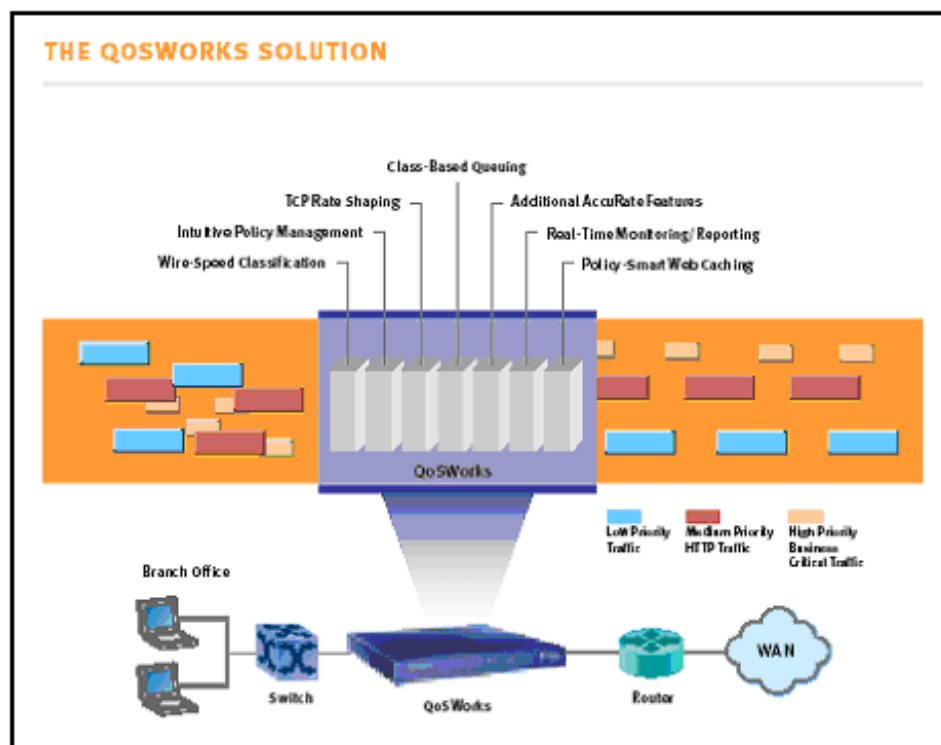 THE QOSWORKS SOLUTION
Class-Based Queuing
TCP Rate Shaping
Additional AccuRate Features
Intuitive Policy Management
Real-Time Monitoring/Reporting
Wire-Speed Classification
Policy-Smart Web Caching
QoSWorks
Low Priority
Traffic
Medium Priority
HTTP Traffic
High Priority
Business
Critical Traffic
Branch Office
WAN
Switch
QoSWorks
Router